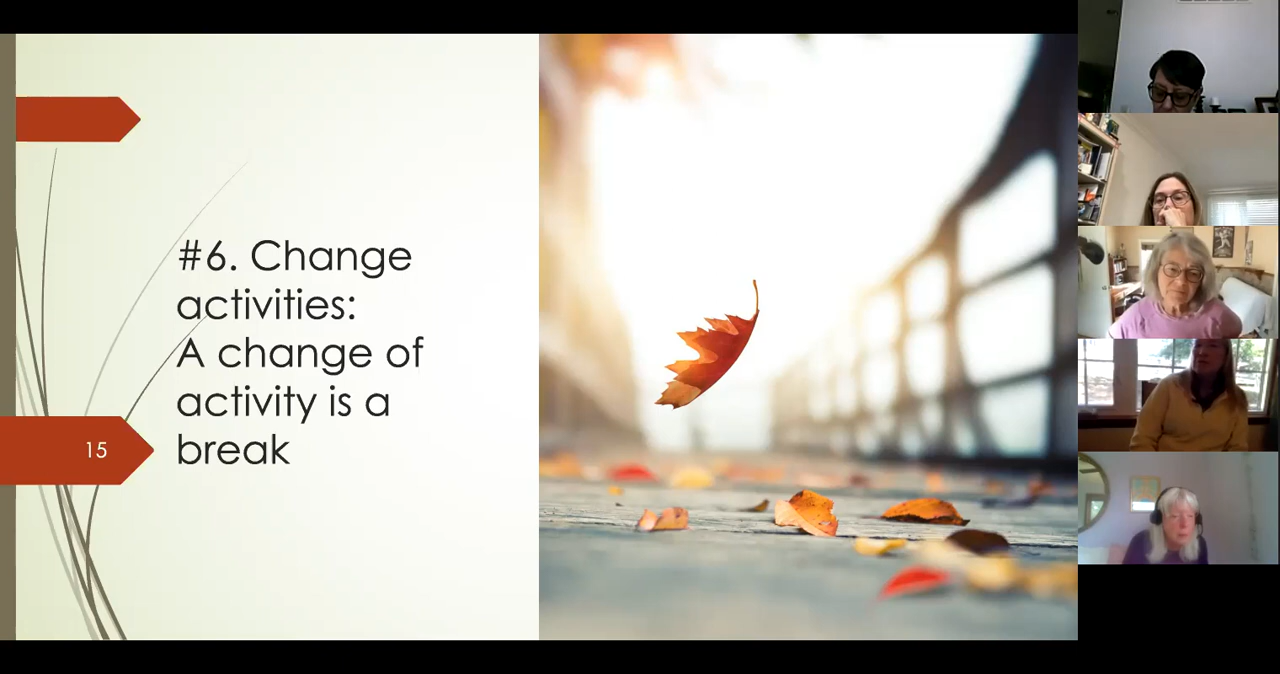 #6. Change
activities:
A change of
activity is a
break
15